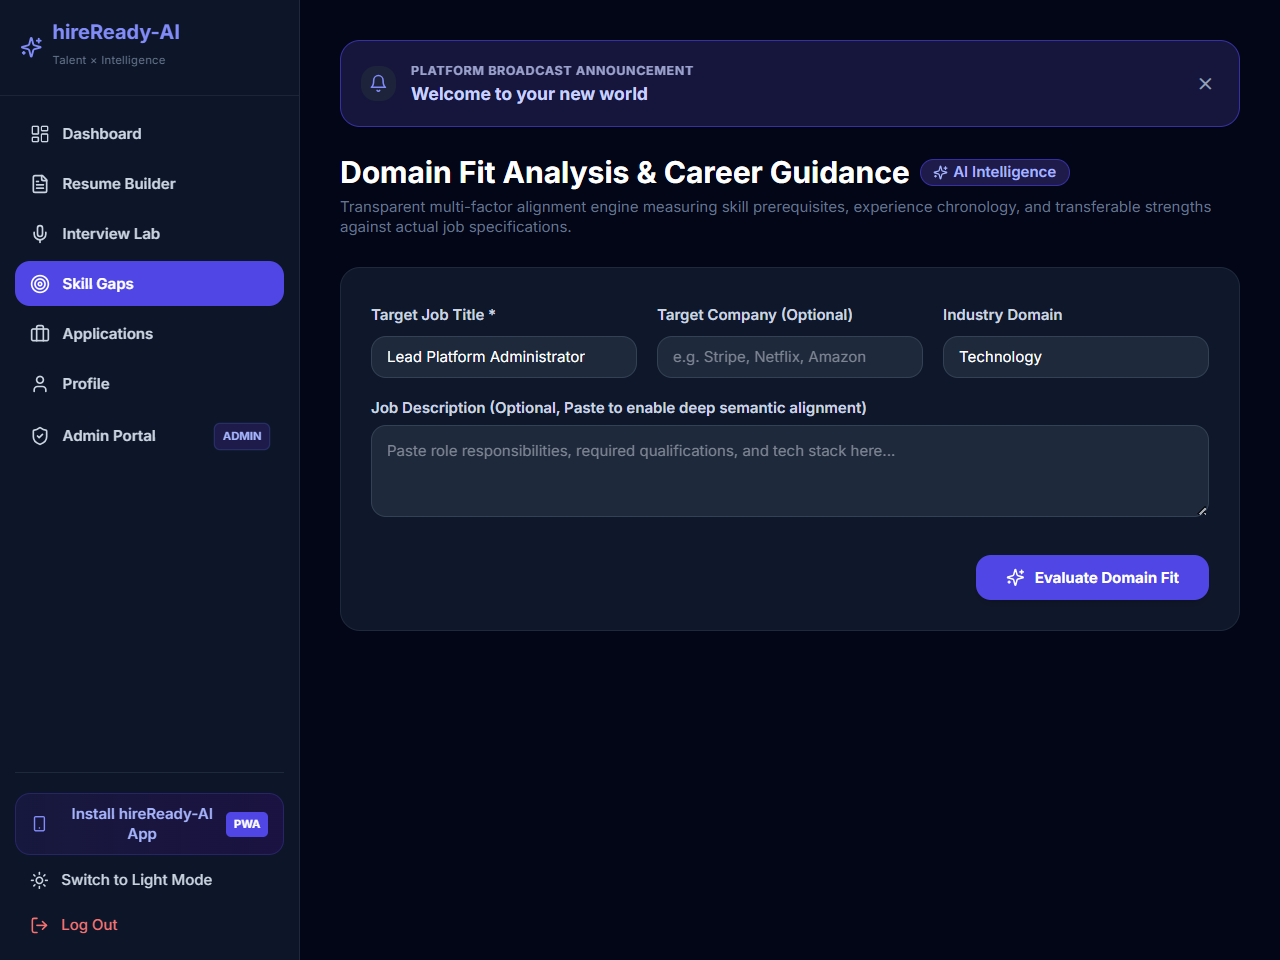 hireReady-AI
Talent × Intelligence
Dashboard
Resume Builder
Interview Lab
Skill Gaps
Applications
Profile
Admin Portal
ADMIN
Install hireReady-AI
App
PWA
Switch to Light Mode
Log Out
PLATFORM BROADCAST ANNOUNCEMENT
Welcome to your new world
Domain Fit Analysis & Career Guidance
AI Intelligence
Transparent multi-factor alignment engine measuring skill prerequisites, experience chronology, and transferable strengths
against actual job specifications.
Target Job Title *
Target Company (Optional)
Industry Domain
Lead Platform Administrator
e.g. Stripe, Netflix, Amazon
Technology
Job Description (Optional, Paste to enable deep semantic alignment)
Paste role responsibilities, required qualifications, and tech stack here...
Evaluate Domain Fit